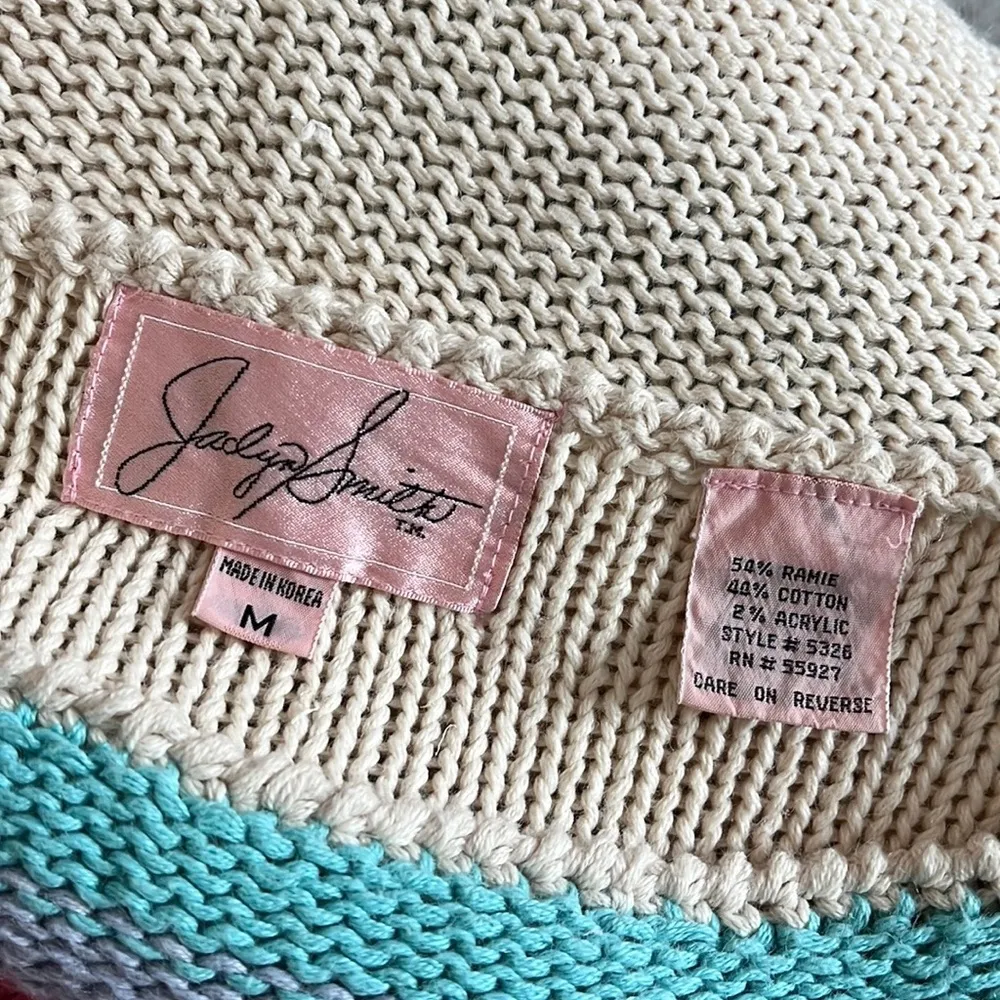 Jaclyn Smith
T.M.
MADE IN KOREA
M
54% RAMIE
44% COTTON
2% ACRYLIC
STYLE # 5326
RN # 55927
CARE ON REVERSE